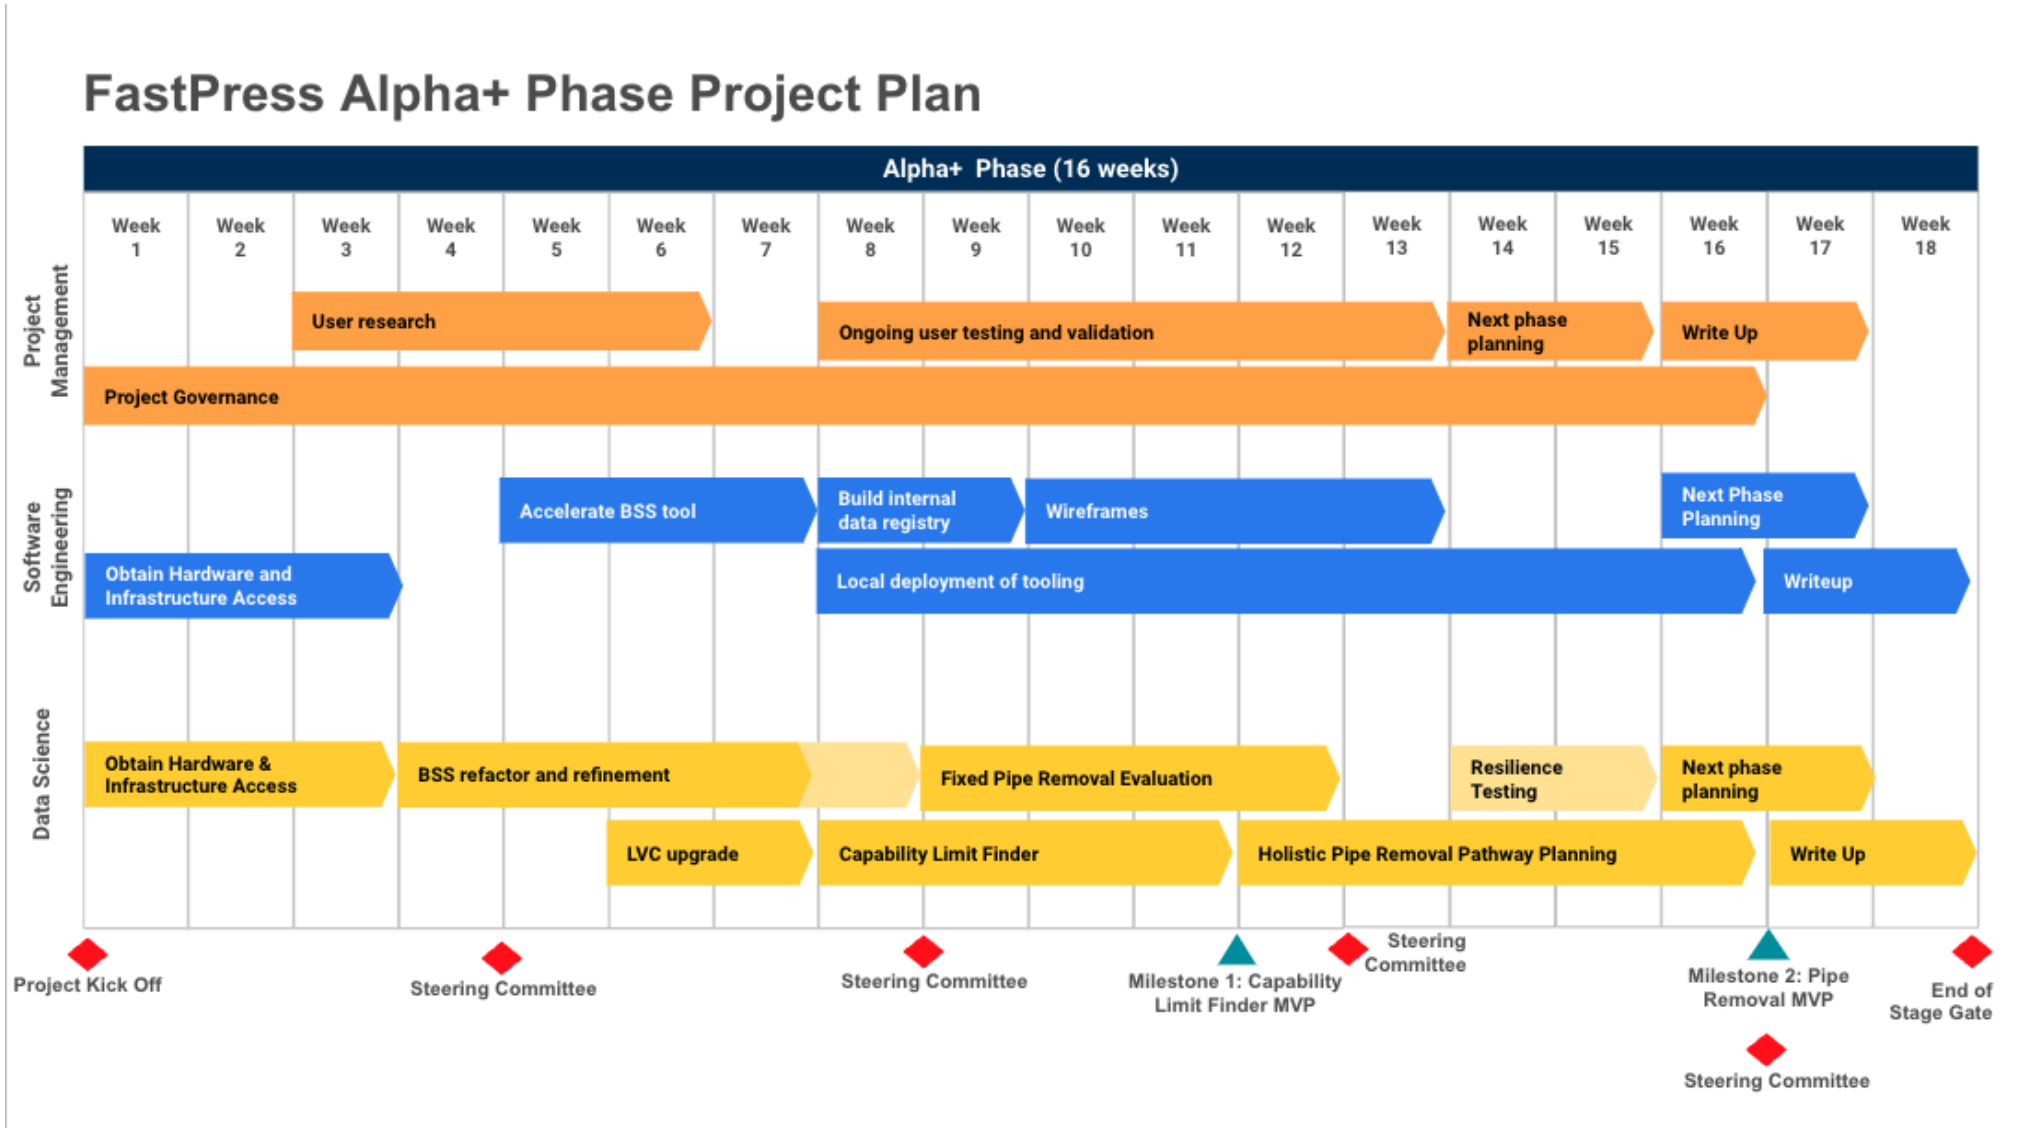 FastPress Alpha+ Phase Project Plan
Alpha+  Phase (16 weeks)
Week
1
Week
2
Week
3
Week
4
Week
5
Week
6
Week
7
Week
8
Week
9
Week
10
Week
11
Week
12
Week
13
Week
14
Week
15
Week
16
Week
17
Week
18
Project
Management
User research
Ongoing user testing and validation
Next phase
planning
Write Up
Project Governance
Software
Engineering
Accelerate BSS tool
Build internal
data registry
Wireframes
Next Phase
Planning
Obtain Hardware and
Infrastructure Access
Local deployment of tooling
Writeup
Data Science
Obtain Hardware &
Infrastructure Access
BSS refactor and refinement
Fixed Pipe Removal Evaluation
Resilience
Testing
Next phase
planning
LVC upgrade
Capability Limit Finder
Holistic Pipe Removal Pathway Planning
Write Up
Project Kick Off
Steering Committee
Steering Committee
Milestone 1: Capability
Limit Finder MVP
Steering
Committee
Milestone 2: Pipe
Removal MVP
End of
Stage Gate
Steering Committee